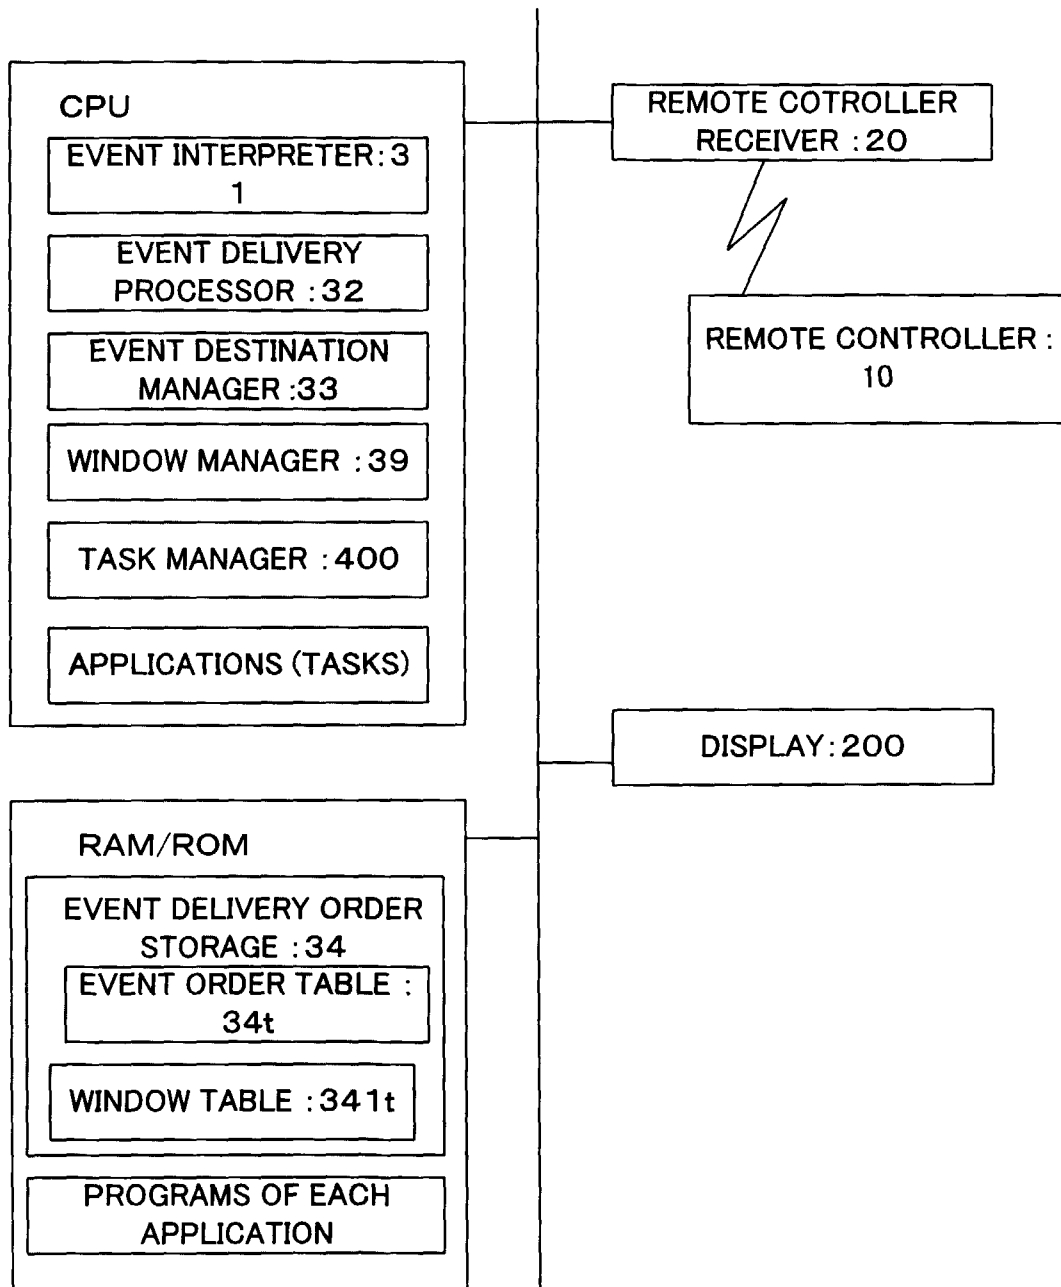 CPU
EVENT INTERPRETER:3
1
EVENT DELIVERY
PROCESSOR :32
EVENT DESTINATION
MANAGER :33
WINDOW MANAGER :39
TASK MANAGER :400
APPLICATIONS (TASKS)
REMOTE COTROLLER
RECEIVER :20
REMOTE CONTROLLER :
10
DISPLAY:200
RAM/ROM
EVENT DELIVERY ORDER
STORAGE :34
EVENT ORDER TABLE :
34t
WINDOW TABLE :341t
PROGRAMS OF EACH
APPLICATION